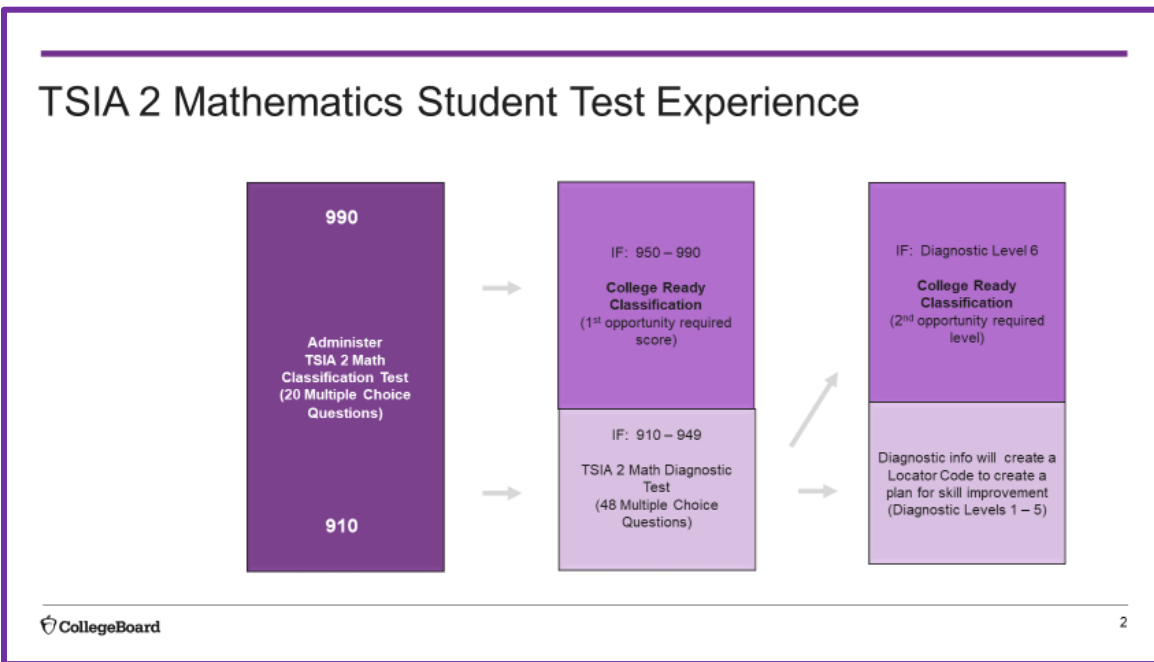 TSIA 2 Mathematics Student Test Experience
990
Administer
TSIA 2 Math
Classification Test
(20 Multiple Choice
Questions)
910
IF: 950 – 990
College Ready
Classification
(1st opportunity required
score)
IF: 910 – 949
TSIA 2 Math Diagnostic
Test
(48 Multiple Choice
Questions)
IF: Diagnostic Level 6
College Ready
Classification
(2nd opportunity required
level)
Diagnostic info will create a
Locator Code to create a
plan for skill improvement
(Diagnostic Levels 1 – 5)
CollegeBoard
2